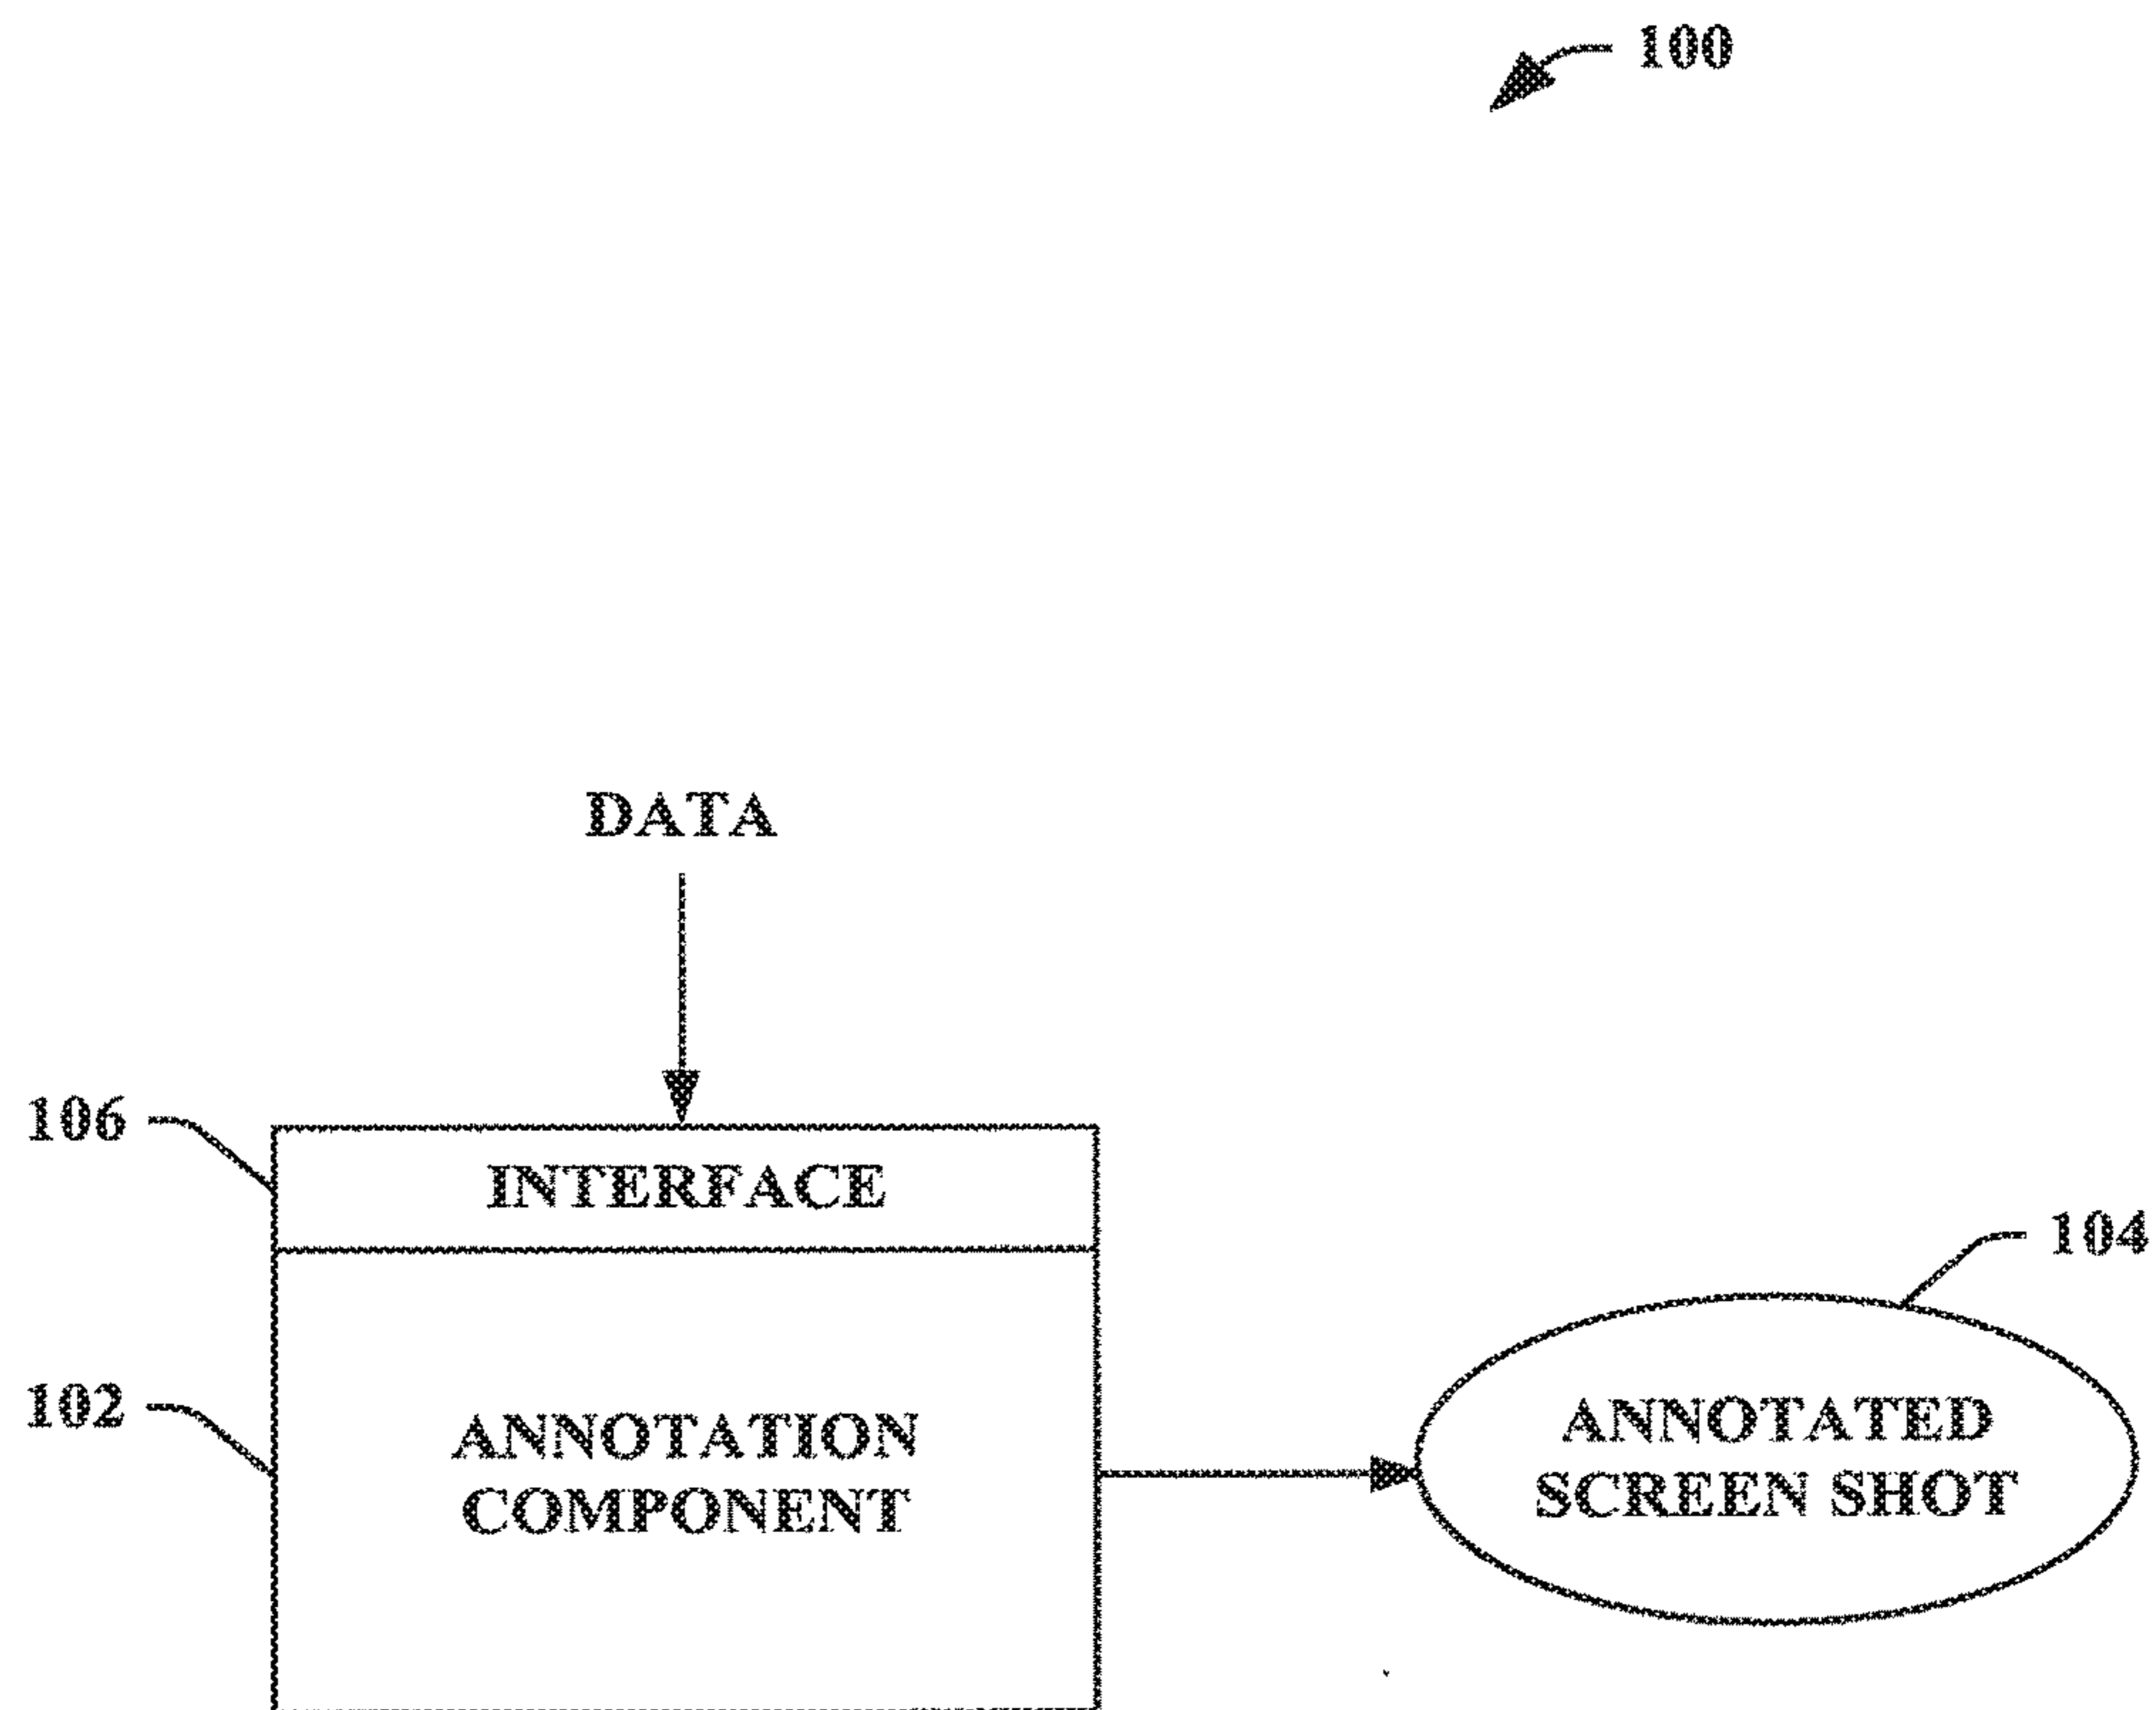 100
DATA
106
INTERFACE
104
102
ANNOTATION
COMPONENT
ANNOTATED
SCREEN SHOT